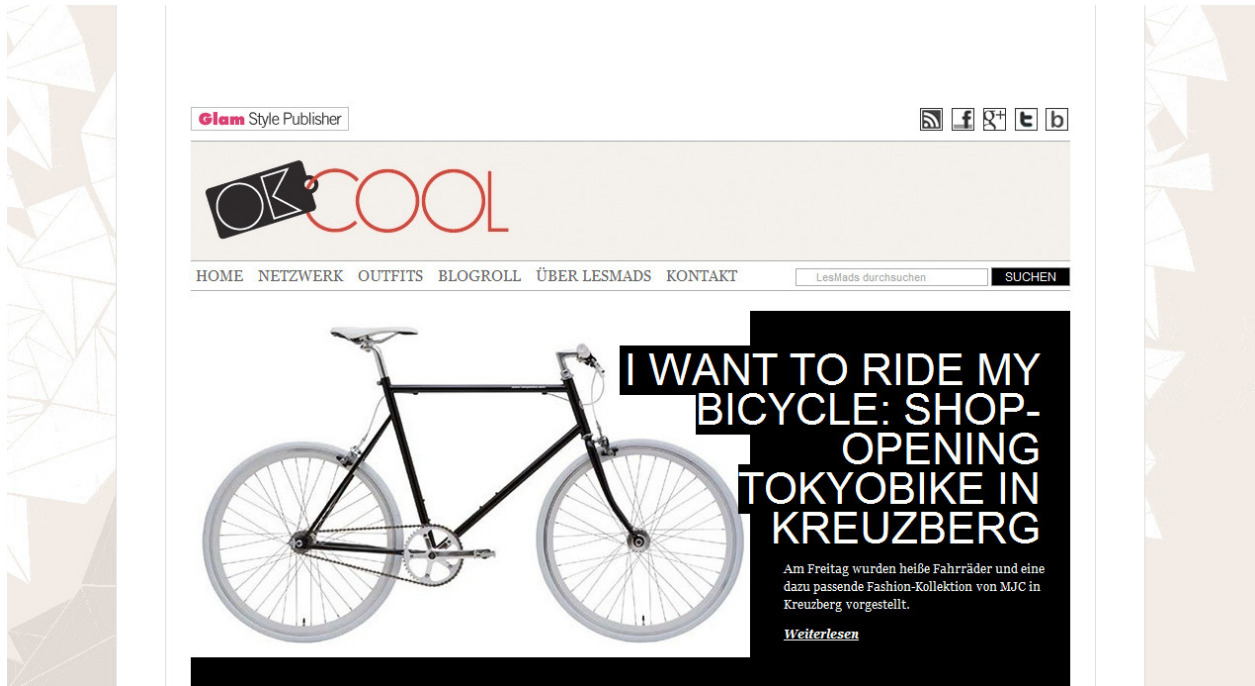 Glam Style Publisher
g+ t b
OK COOL
HOME NETZWERK OUTFITS BLOGROLL ÜBER LESMADS KONTAKT
LesMads durchsuchen SUCHEN
I WANT TO RIDE MY
BICYCLE: SHOP-
OPENING
TOKYOBIKE IN
KREUZBERG
Am Freitag wurden heiße Fahrräder und eine
dazu passende Fashion-Kollektion von MJC in
Kreuzberg vorgestellt.
Weiterlesen